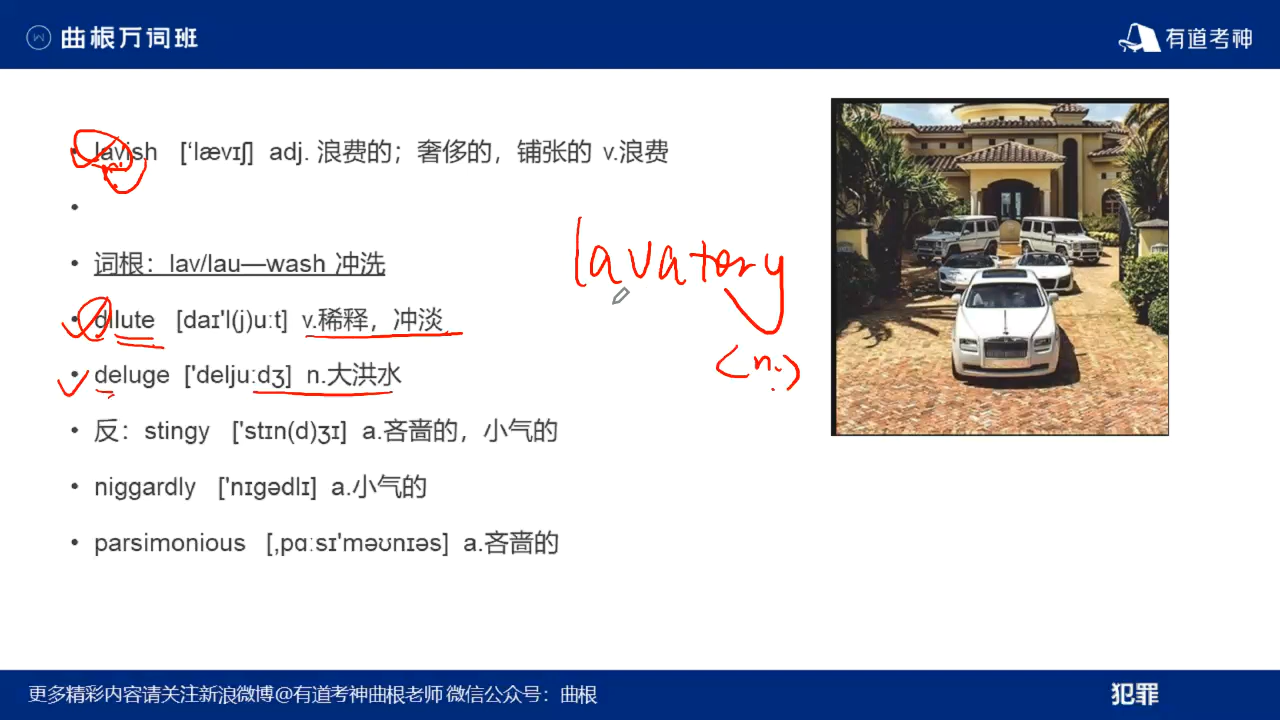 曲根万词班
有道考神
lavish [‘lævɪʃ] adj. 浪费的；奢侈的，铺张的 v.浪费
n.
lavatory
词根：lav/lau—wash 冲洗
dilute [daɪ'l(j)uːt] v.稀释，冲淡
(n.)
deluge ['deljuːdʒ] n.大洪水
反：stingy ['stɪn(d)ʒɪ] a.吝啬的，小气的
niggardly ['nɪgədlɪ] a.小气的
parsimonious [,pɑːsɪ'məʊnɪəs] a.吝啬的
更多精彩内容请关注新浪微博@有道考神曲根老师 微信公众号：曲根
犯罪